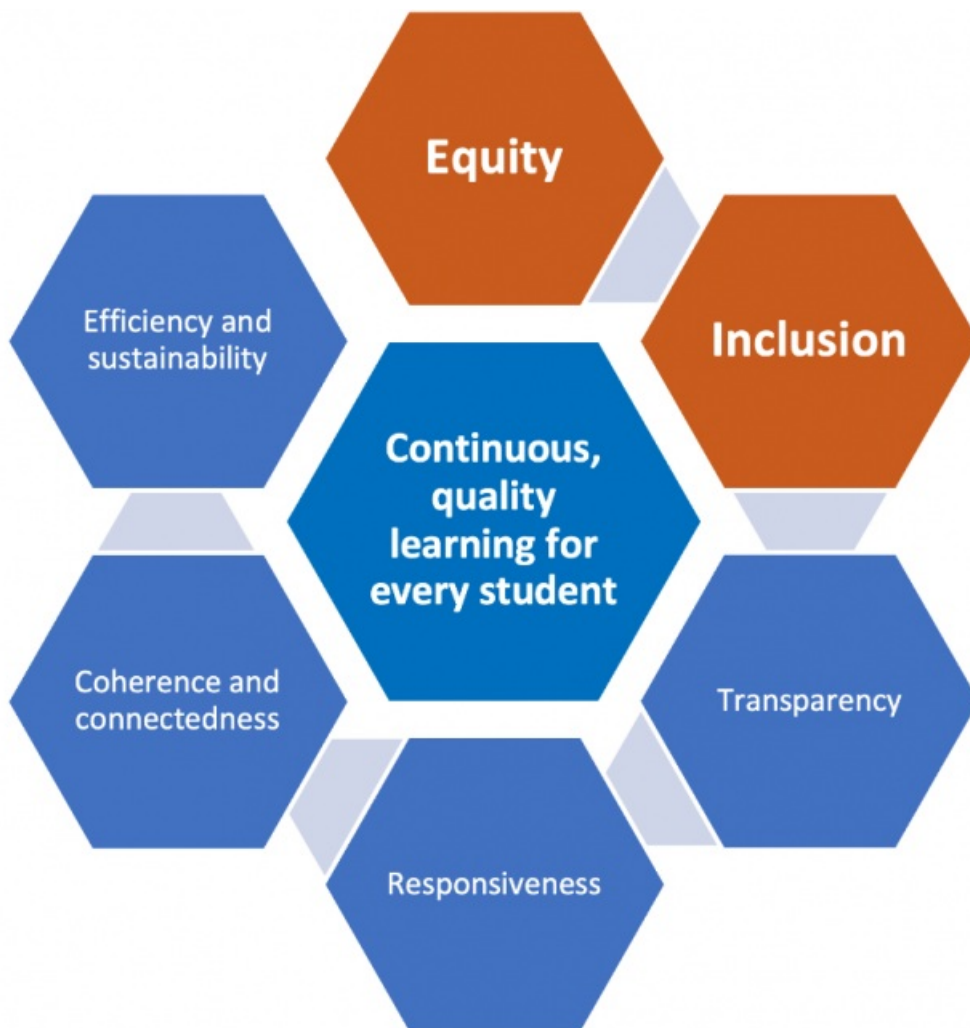 Equity
Inclusion
Efficiency and
sustainability
Continuous,
quality
learning for
every student
Coherence and
connectedness
Transparency
Responsiveness